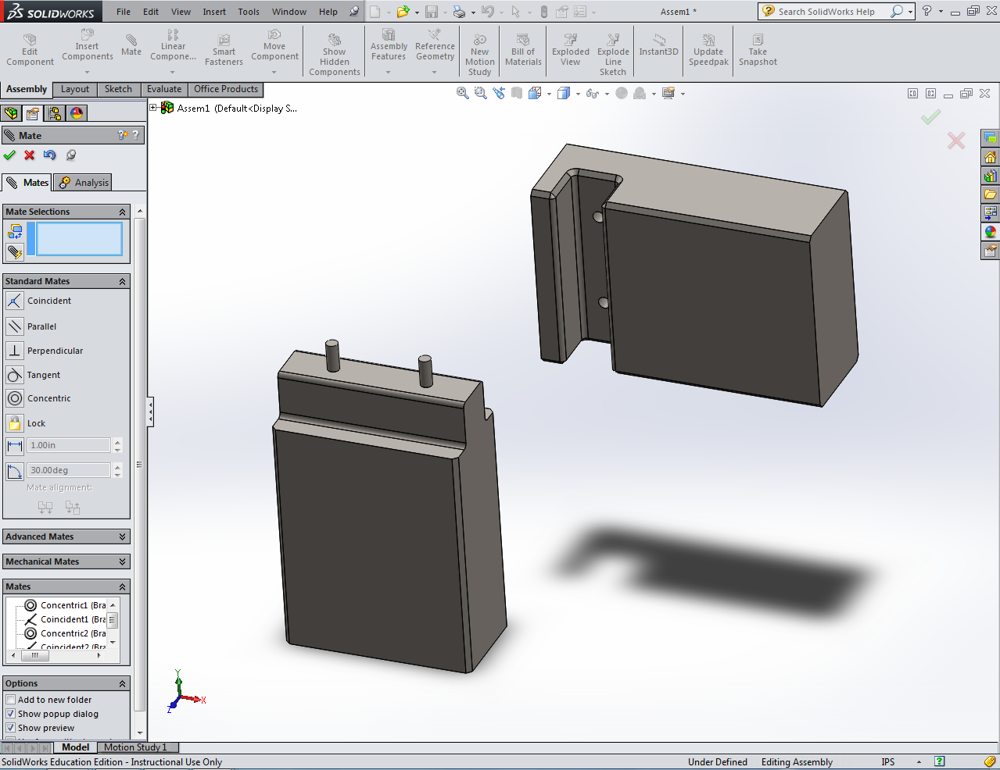 SOLIDWORKS
File Edit View Insert Tools Window Help
Assem1 *
Search SolidWorks Help
Edit Component
Insert Components
Mate
Linear Compone...
Smart Fasteners
Move Component
Show Hidden Components
Assembly Features
Reference Geometry
New Motion Study
Bill of Materials
Exploded View
Explode Line Sketch
Instant3D
Update Speedpak
Take Snapshot
Assembly Layout Sketch Evaluate Office Products
Assem1 (Default<Display S...
Mate
Mates Analysis
Mate Selections
Standard Mates
Coincident
Parallel
Perpendicular
Tangent
Concentric
Lock
1.00in
30.00deg
Mate alignment:
Advanced Mates
Mechanical Mates
Mates
Concentric1 (Bra
Coincident1 (Bra
Concentric2 (Bra
Coincident2 (Bra
Options
Add to new folder
Show popup dialog
Show preview
Y
X
Z
Model Motion Study 1
SolidWorks Education Edition - Instructional Use Only
Under Defined Editing Assembly IPS